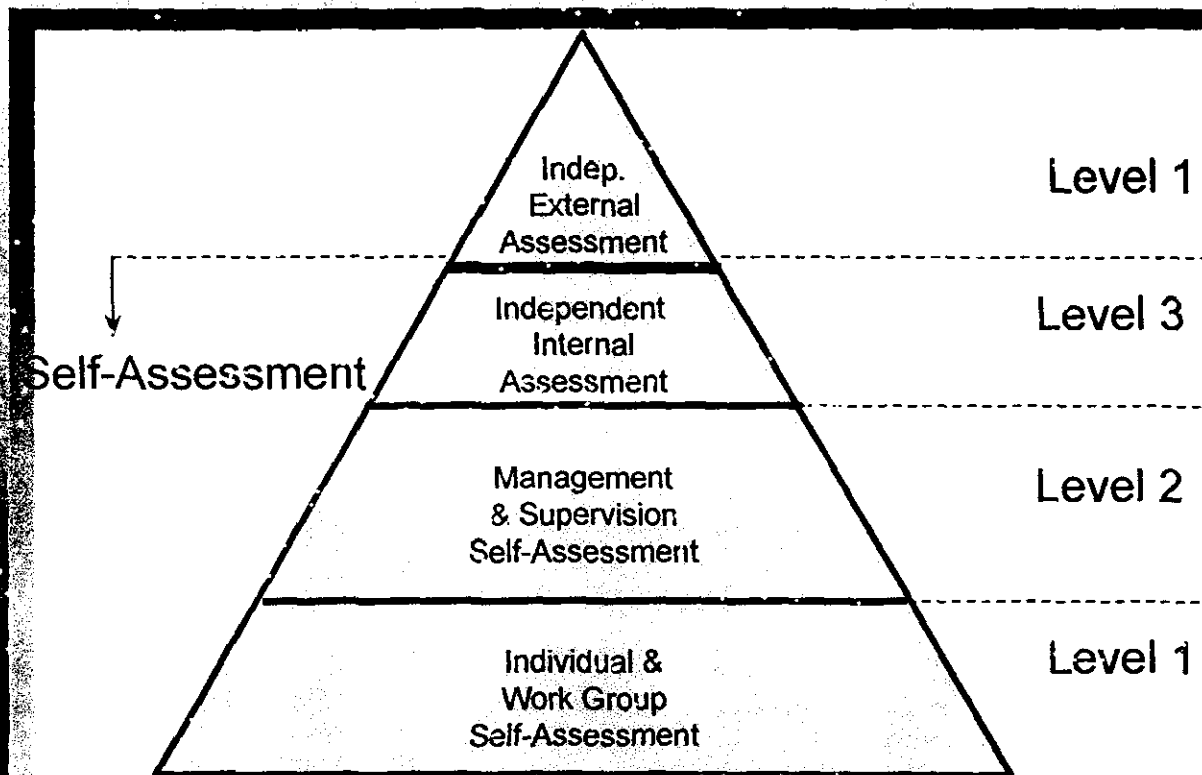 Indep.
External
Assessment
Level 1
Independent
Internal
Assessment
Level 3
Self-Assessment
Management
& Supervision
Self-Assessment
Level 2
Individual &
Work Group
Self-Assessment
Level 1